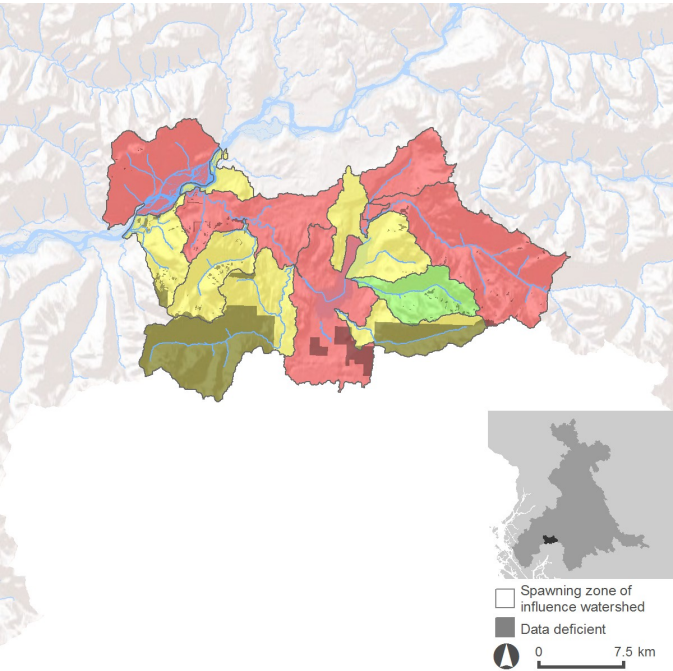 Spawning zone of
influence watershed
Data deficient
0 7.5 km